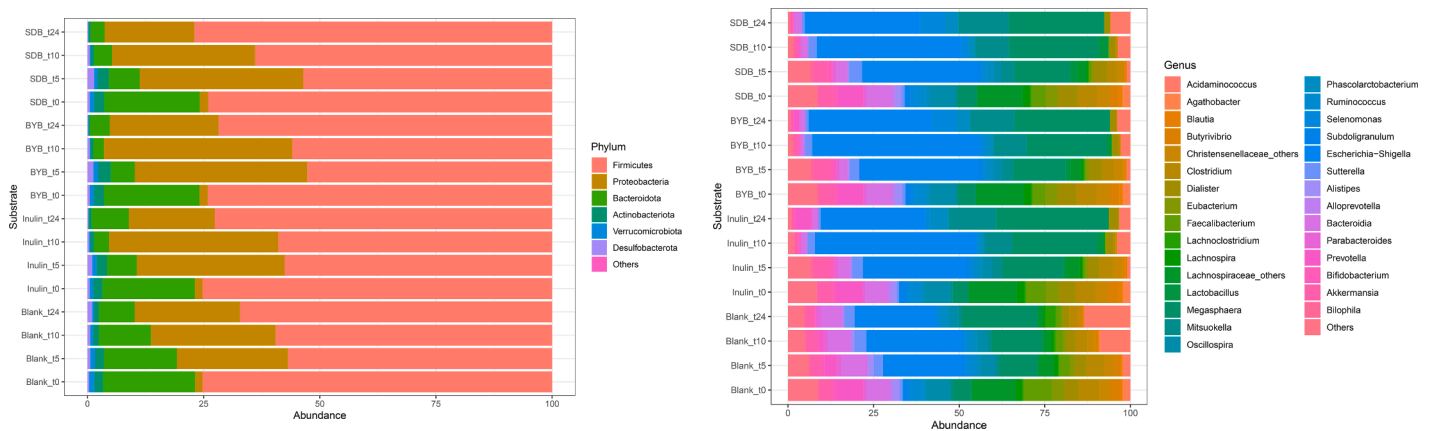 SDB_t24
SDB_t10
SDB_t5
SDB_t0
BYB_t24
BYB_t10
BYB_t5
BYB_t0
Inulin_t24
Inulin_t10
Inulin_t5
Inulin_t0
Blank_t24
Blank_t10
Blank_t5
Blank_t0
Substrate
0 25 50 75 100
Abundance
Phylum
Firmicutes
Proteobacteria
Bacteroidota
Actinobacteriota
Verrucomicrobiota
Desulfobacterota
Others
SDB_t24
SDB_t10
SDB_t5
SDB_t0
BYB_t24
BYB_t10
BYB_t5
BYB_t0
Inulin_t24
Inulin_t10
Inulin_t5
Inulin_t0
Blank_t24
Blank_t10
Blank_t5
Blank_t0
Substrate
0 25 50 75 100
Abundance
Genus
Acidaminococcus
Agathobacter
Blautia
Butyrivibrio
Christensenellaceae_others
Clostridium
Dialister
Eubacterium
Faecalibacterium
Lachnoclostridium
Lachnospira
Lachnospiraceae_others
Lactobacillus
Megasphaera
Mitsuokella
Oscillospira
Phascolarctobacterium
Ruminococcus
Selenomonas
Subdoligranulum
Escherichia-Shigella
Sutterella
Alistipes
Alloprevotella
Bacteroidia
Parabacteroides
Prevotella
Bifidobacterium
Akkermansia
Bilophila
Others